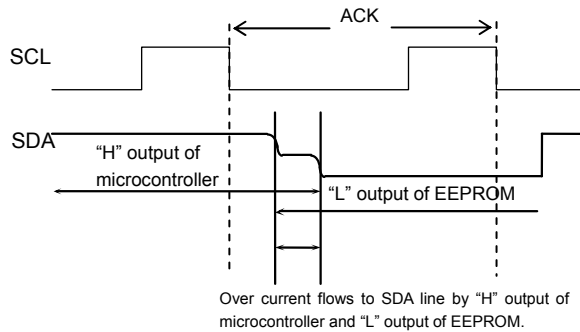 ACK
SCL
SDA
“H” output of
microcontroller
“L” output of EEPROM
Over current flows to SDA line by “H” output of
microcontroller and “L” output of EEPROM.